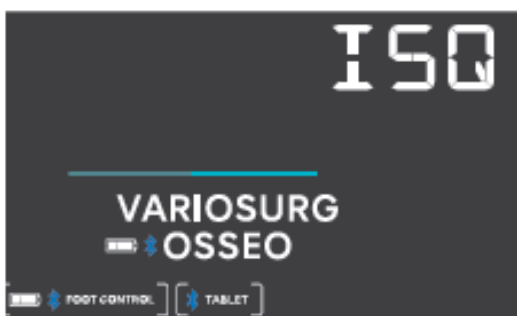 ISQ
VARIOSURG
OSSEO
FOOT CONTROL TABLET